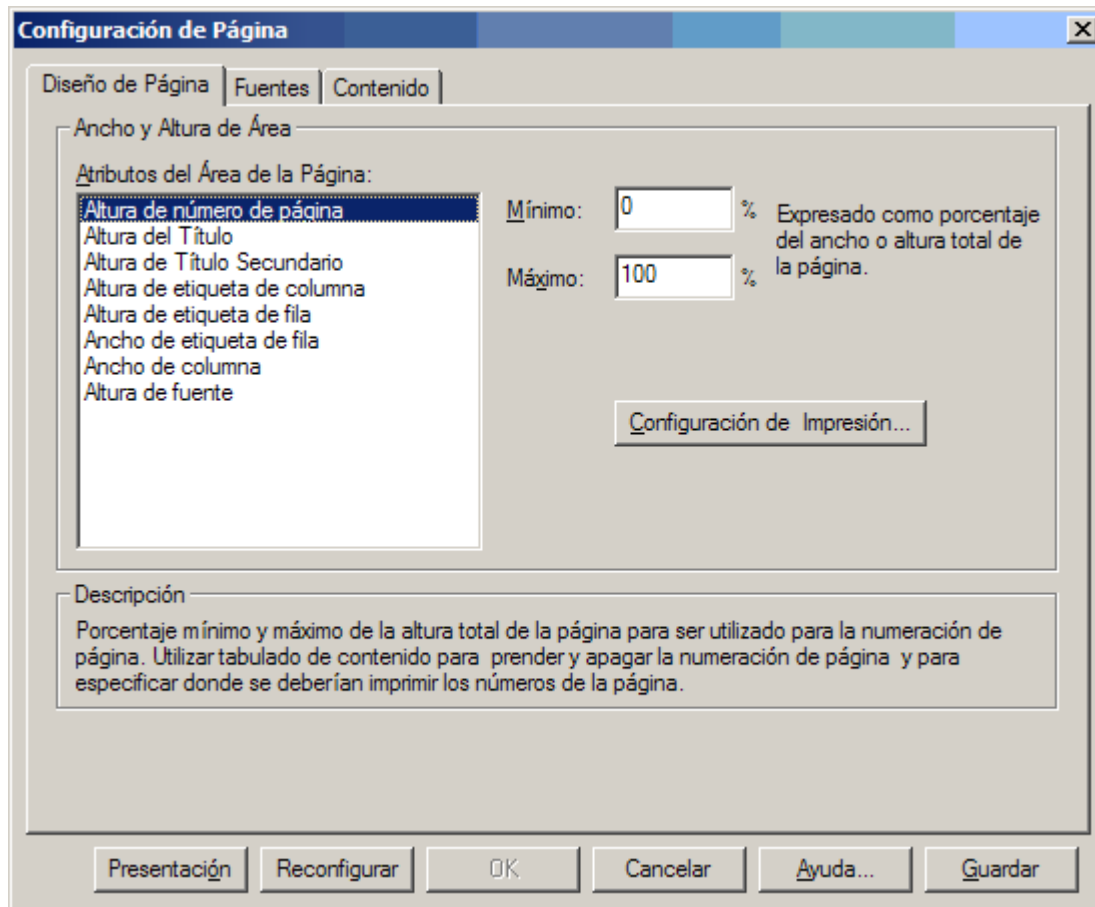 Configuración de Página
Diseño de Página
Fuentes
Contenido
Ancho y Altura de Área
Atributos del Área de la Página:
Altura de número de página
Altura del Título
Altura de Título Secundario
Altura de etiqueta de columna
Altura de etiqueta de fila
Ancho de etiqueta de fila
Ancho de columna
Altura de fuente
Mínimo: 0 %
Máximo: 100 %
Expresado como porcentaje
del ancho o altura total de
la página.
Configuración de Impresión...
Descripción
Porcentaje mínimo y máximo de la altura total de la página para ser utilizado para la numeración de
página. Utilizar tabulado de contenido para prender y apagar la numeración de página y para
especificar donde se deberían imprimir los números de la página.
Presentación
Reconfigurar
OK
Cancelar
Ayuda...
Guardar